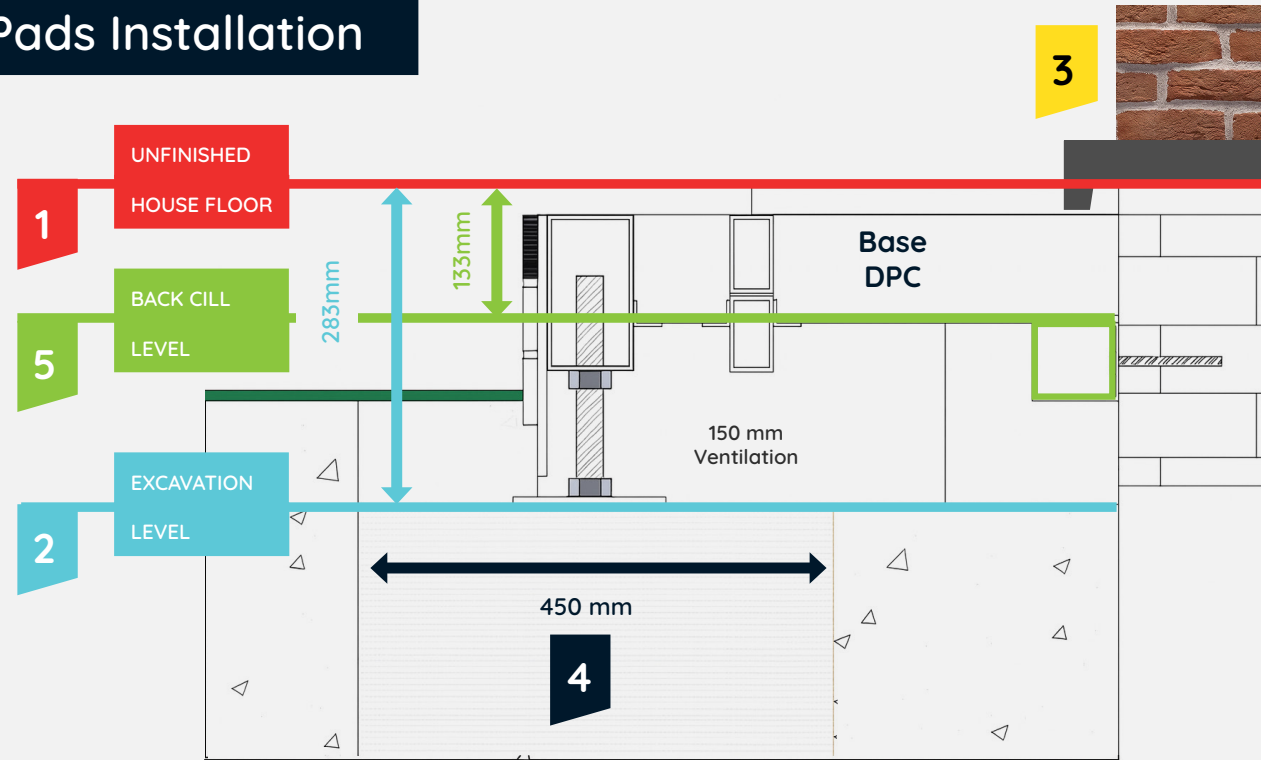 Pads Installation
3
UNFINISHED
HOUSE FLOOR
1
133mm
283mm
Base
DPC
BACK CILL
LEVEL
5
150 mm
Ventilation
EXCAVATION
LEVEL
2
450 mm
4